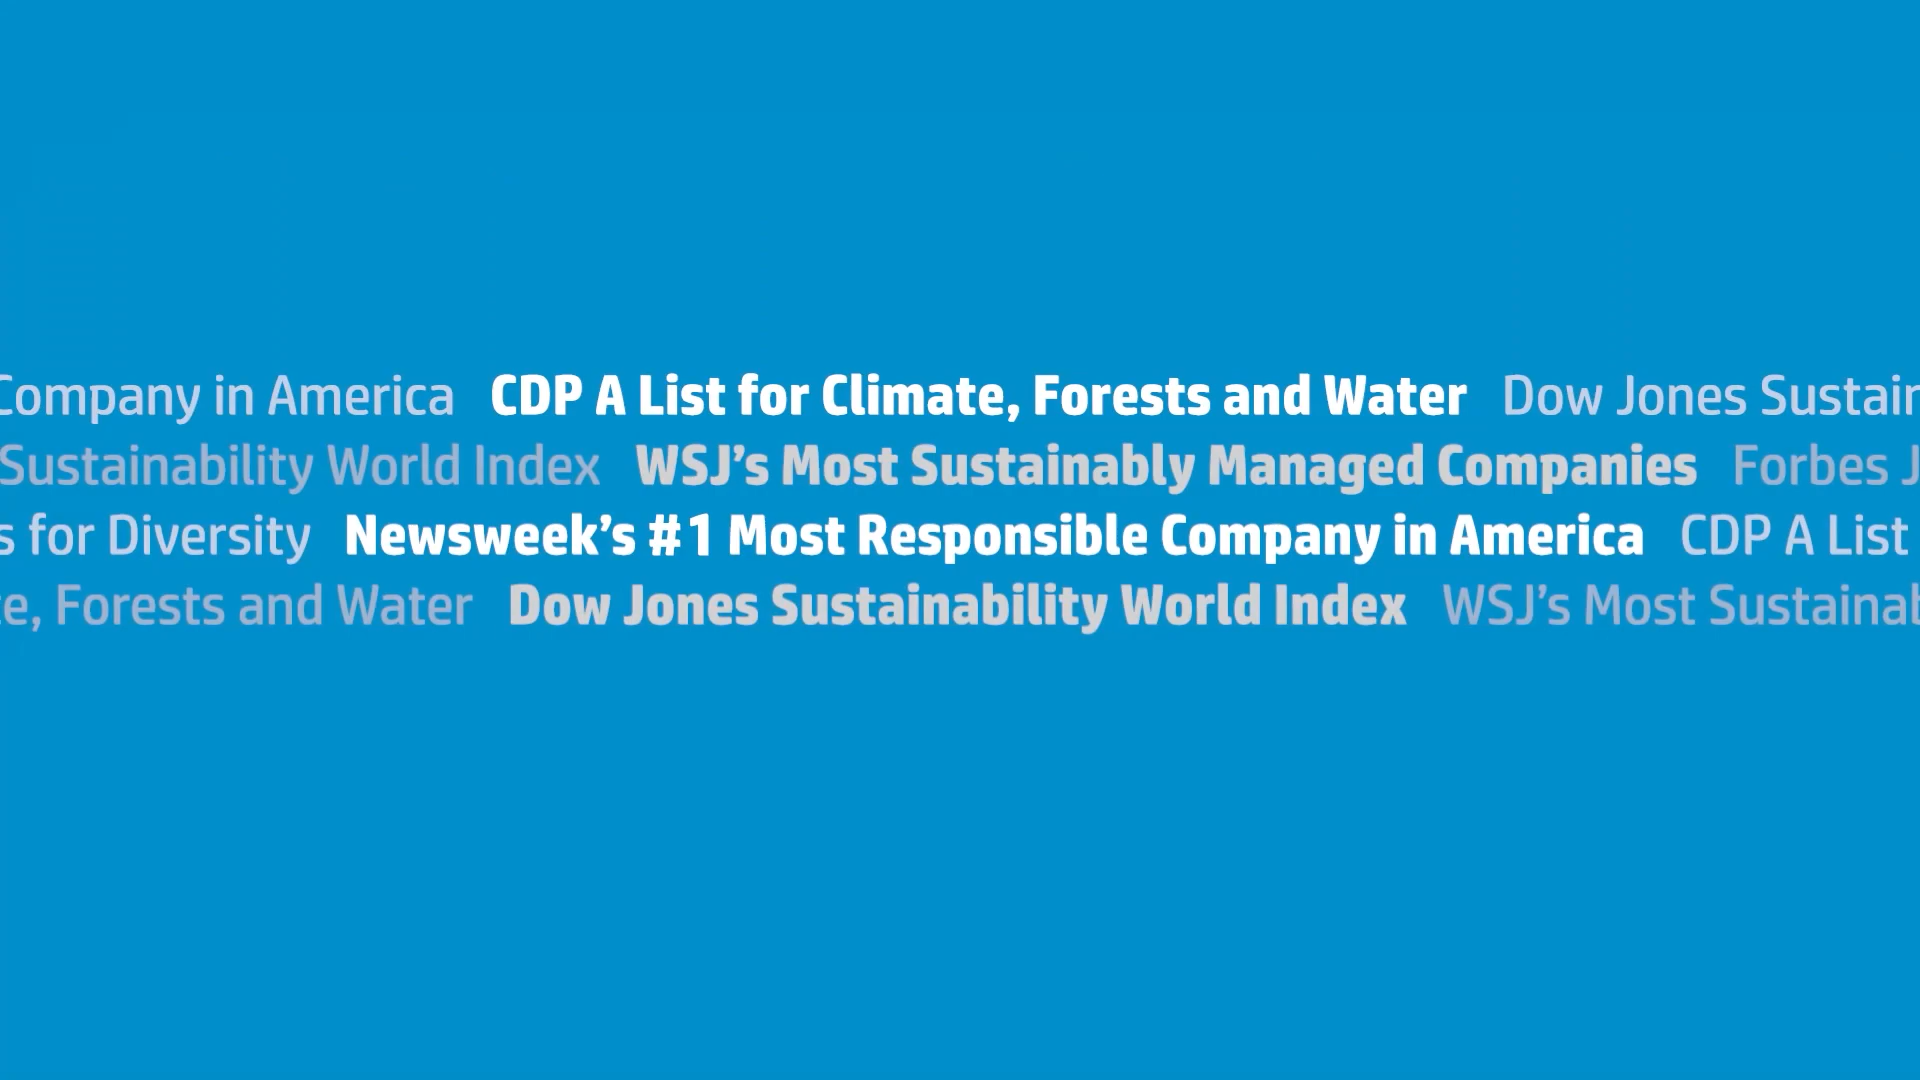 Company in America CDP A List for Climate, Forests and Water Dow Jones
Sustainability World Index WSJ’s Most Sustainably Managed Companies Forbes
for Diversity Newsweek’s #1 Most Responsible Company in America CDP A List
Forests and Water Dow Jones Sustainability World Index WSJ’s Most